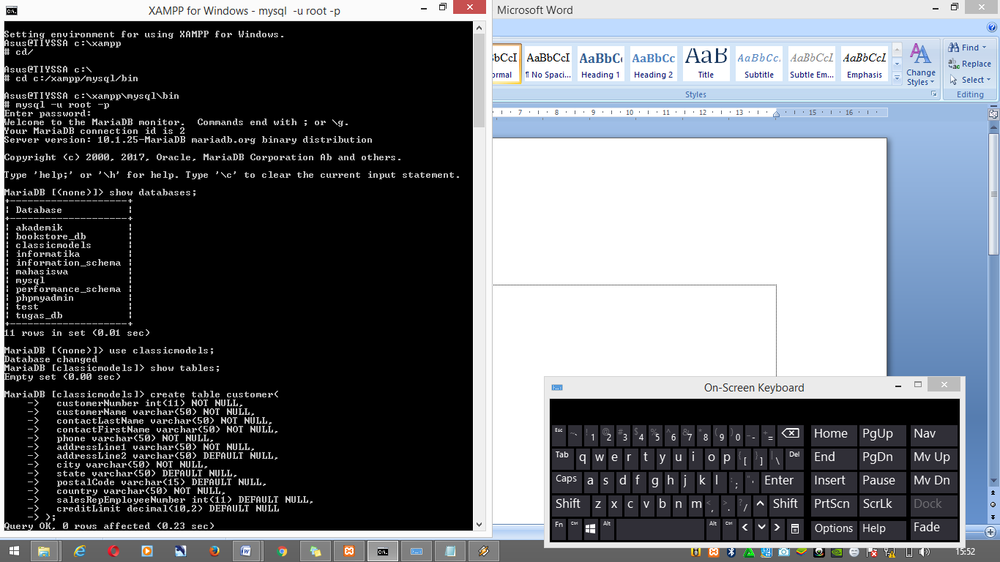 XAMPP for Windows - mysql  -u root -p
Setting environment for using XAMPP for Windows.
Asus@TIYSSA c:\xampp
# cd/
Asus@TIYSSA c:\
# cd c:/xampp/mysql/bin
Asus@TIYSSA c:\xampp\mysql\bin
# mysql -u root -p
Enter password:
Welcome to the MariaDB monitor.  Commands end with ; or \g.
Your MariaDB connection id is 2
Server version: 10.1.25-MariaDB mariadb.org binary distribution
Copyright (c) 2000, 2017, Oracle, MariaDB Corporation Ab and others.
Type 'help;' or '\h' for help. Type '\c' to clear the current input statement.
MariaDB [(none)]> show databases;
+--------------------+
| Database           |
+--------------------+
| akademik           |
| bookstore_db       |
| classicmodels      |
| informatika        |
| information_schema |
| mahasiswa          |
| mysql              |
| performance_schema |
| phpmyadmin         |
| test               |
| tugas_db           |
+--------------------+
11 rows in set (0.01 sec)
MariaDB [(none)]> use classicmodels;
Database changed
MariaDB [classicmodels]> show tables;
Empty set (0.00 sec)
MariaDB [classicmodels]> create table customer(
    ->   customerNumber int(11) NOT NULL,
    ->   customerName varchar(50) NOT NULL,
    ->   contactLastName varchar(50) NOT NULL,
    ->   contactFirstName varchar(50) NOT NULL,
    ->   phone varchar(50) NOT NULL,
    ->   addressLine1 varchar(50) NOT NULL,
    ->   addressLine2 varchar(50) DEFAULT NULL,
    ->   city varchar(50) NOT NULL,
    ->   state varchar(50) DEFAULT NULL,
    ->   postalCode varchar(15) DEFAULT NULL,
    ->   country varchar(50) NOT NULL,
    ->   salesRepEmployeeNumber int(11) DEFAULT NULL,
    ->   creditLimit decimal(10,2) DEFAULT NULL
    -> );
Query OK, 0 rows affected (0.23 sec)
Microsoft Word
AaBbCcI AaBbCc AaBbCc AaB AaBbCcI AaBbCcI AaBbCcI
¶ No Spaci... Heading 1 Heading 2 Title Subtitle Subtle Em... Emphasis
Change
Styles
Find
Replace
Select
Styles
Editing
7 8 9 10 11 12 13 15 16
On-Screen Keyboard
Esc ~ ` ! 1 @ 2 # 3 $ 4 % 5 ^ 6 & 7 * 8 ( 9 ) 0 _ - + = Home PgUp Nav
Tab q w e r t y u i o p { [ } ] | \ Del End PgDn Mv Up
Caps a s d f g h j k l : ; " ' Enter Insert Pause Mv Dn
Shift z x c v b n m < , > . ? / Shift PrtScn ScrLk Dock
Fn Ctrl Alt Alt Ctrl Options Help Fade
15:52